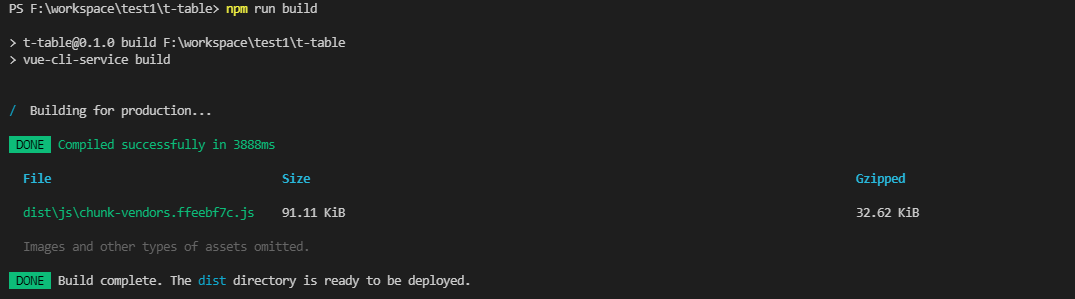 PS F:\workspace\test1\t-table> npm run build
> t-table@0.1.0 build F:\workspace\test1\t-table
> vue-cli-service build
/ Building for production...
DONE Compiled successfully in 3888ms
File Size Gzipped
dist\js\chunk-vendors.ffeebf7c.js 91.11 KiB 32.62 KiB
Images and other types of assets omitted.
DONE Build complete. The dist directory is ready to be deployed.